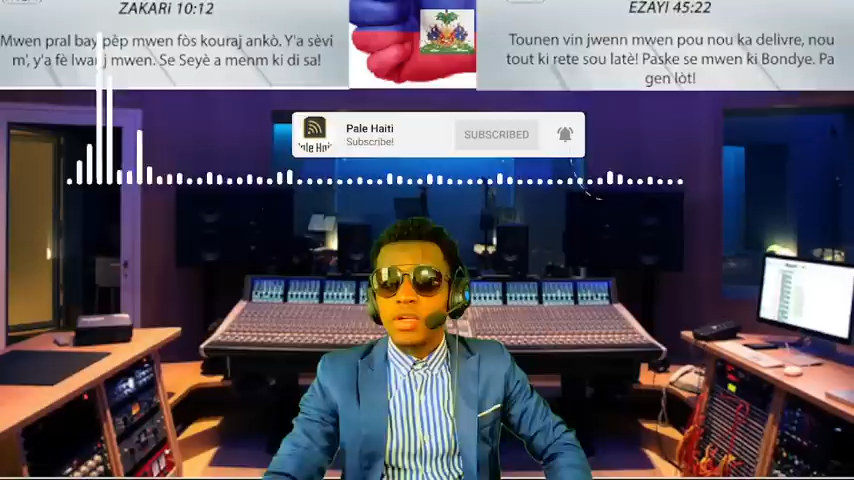 ZAKARi 10:12
Mwen pral bay pèp mwen fòs kouraj ankò. Y'a sèvi
m', y'a fè lwanj mwen. Se Seyè a menm ki di sa!
EZAYI 45:22
Tounen vin jwenn mwen pou nou ka delivre, nou
tout ki rete sou latè! Paske se mwen ki Bondye. Pa
gen lòt!
Pale Haiti
Subscribe!
SUBSCRIBED